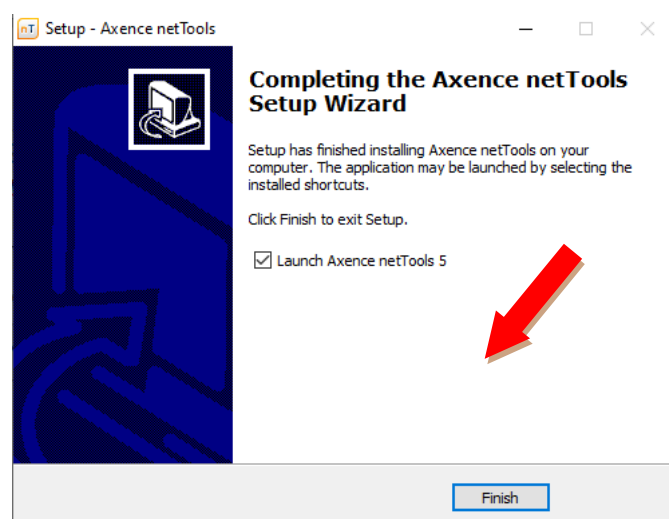 nT Setup - Axence netTools
Completing the Axence netTools
Setup Wizard
Setup has finished installing Axence netTools on your
computer. The application may be launched by selecting the
installed shortcuts.
Click Finish to exit Setup.
Launch Axence netTools 5
Finish